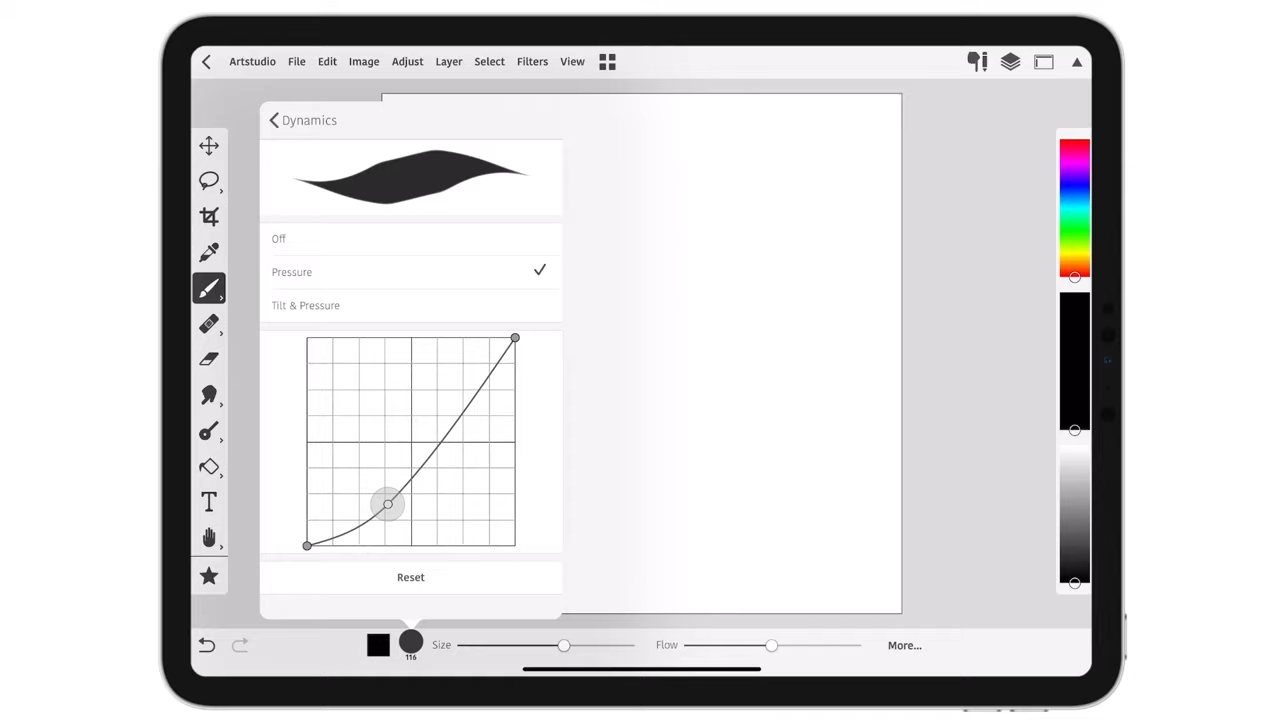 Artstudio File Edit Image Adjust Layer Select Filters View
Dynamics
Off
Pressure
Tilt & Pressure
Reset
T
116
Size
Flow
More...